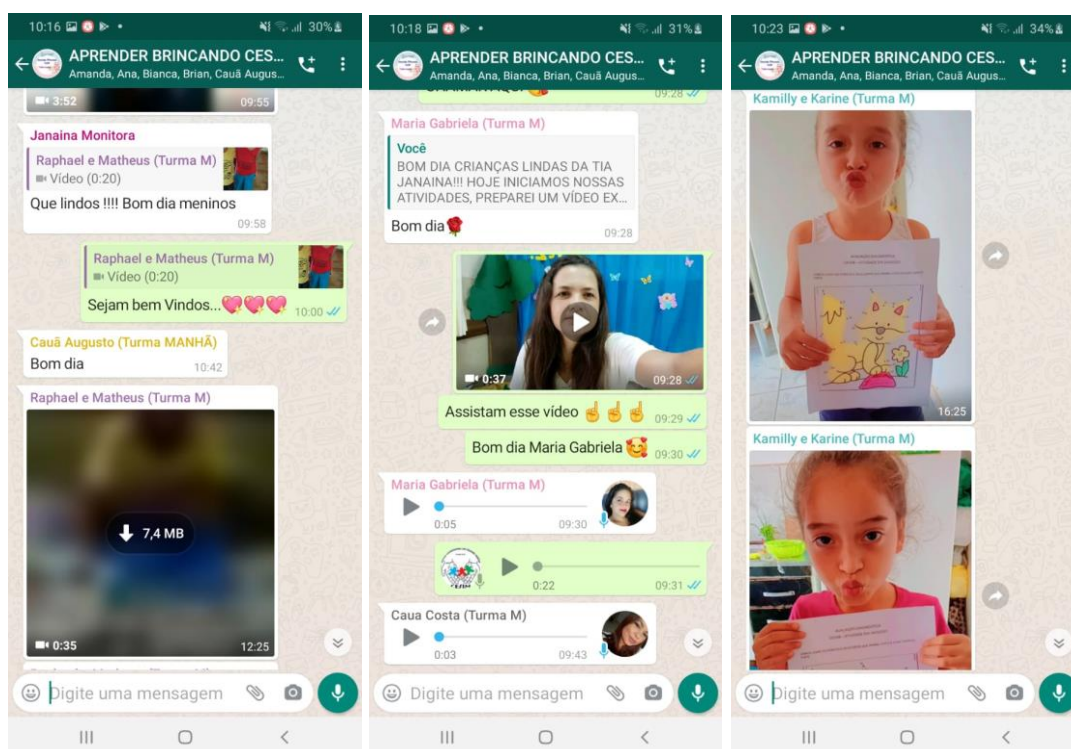 10:16 30%
APRENDER BRINCANDO CES...
Amanda, Ana, Bianca, Brian, Cauã Augus...
3:52 09:55
Janaina Monitora
Raphael e Matheus (Turma M)
Vídeo (0:20)
Que lindos !!!! Bom dia meninos
09:58
Raphael e Matheus (Turma M)
Vídeo (0:20)
Sejam bem Vindos...💖💖💖 10:00
Cauã Augusto (Turma MANHÃ)
Bom dia 10:42
Raphael e Matheus (Turma M)
7,4 MB
0:35 12:25
Digite uma mensagem
10:18 31%
APRENDER BRINCANDO CES...
Amanda, Ana, Bianca, Brian, Cauã Augus...
09:28
Maria Gabriela (Turma M)
Você
BOM DIA CRIANÇAS LINDAS DA TIA
JANAINA!!! HOJE INICIAMOS NOSSAS
ATIVIDADES, PREPAREI UM VÍDEO EX...
Bom dia🌹 09:28
0:37 09:28
Assistam esse vídeo ☝️☝️☝️ 09:29
Bom dia Maria Gabriela🥰 09:30
Maria Gabriela (Turma M)
0:05 09:30
0:22 09:31
Caua Costa (Turma M)
0:03 09:43
Digite uma mensagem
10:23 34%
APRENDER BRINCANDO CES...
Amanda, Ana, Bianca, Brian, Cauã Augus...
Kamilly e Karine (Turma M)
16:25
Kamilly e Karine (Turma M)
Digite uma mensagem